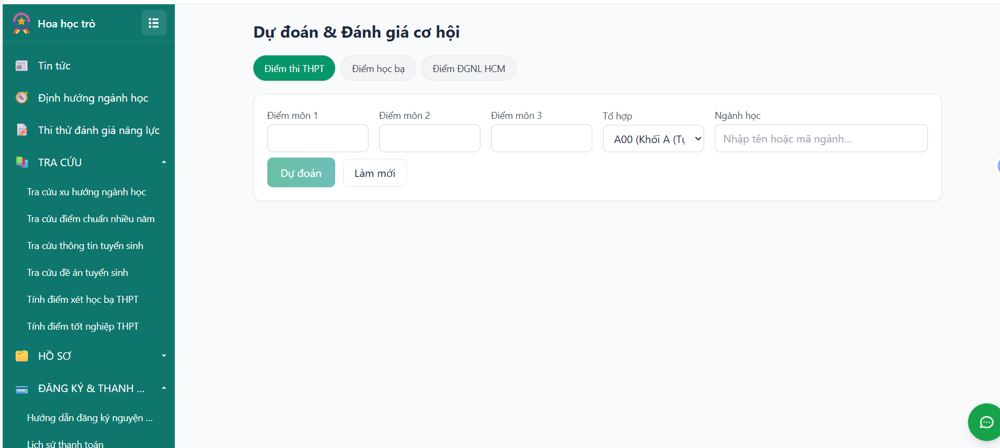 Hoa học trò
Tin tức
Định hướng ngành học
Thi thử đánh giá năng lực
TRA CỨU
Tra cứu xu hướng ngành học
Tra cứu điểm chuẩn nhiều năm
Tra cứu thông tin tuyển sinh
Tra cứu đề án tuyển sinh
Tính điểm xét học bạ THPT
Tính điểm tốt nghiệp THPT
HỒ SƠ
ĐĂNG KÝ & THANH ...
Hướng dẫn đăng ký nguyện ...
Lịch sử thanh toán
Dự đoán & Đánh giá cơ hội
Điểm thi THPT
Điểm học bạ
Điểm ĐGNL HCM
Điểm môn 1
Điểm môn 2
Điểm môn 3
Tổ hợp
Ngành học
A00 (Khối A (Tự
Nhập tên hoặc mã ngành...
Dự đoán
Làm mới